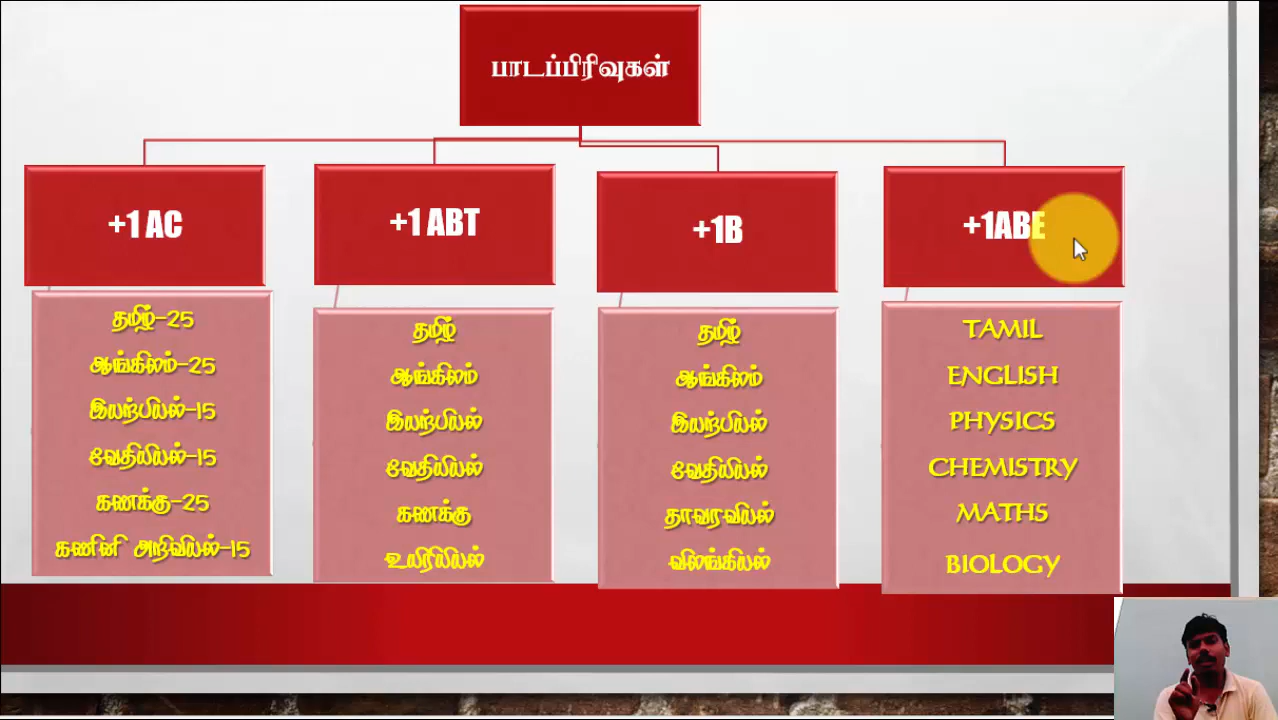 பாடப்பிரிவுகள்
+1 AC
தமிழ்-25
ஆங்கிலம்-25
இயற்பியல்-15
வேதியியல்-15
கணக்கு-25
கணினி அறிவியல்-15
+1 ABT
தமிழ்
ஆங்கிலம்
இயற்பியல்
வேதியியல்
கணக்கு
உயிரியியல்
+1B
தமிழ்
ஆங்கிலம்
இயற்பியல்
வேதியியல்
தாவரவியல்
விலங்கியல்
+1ABE
TAMIL
ENGLISH
PHYSICS
CHEMISTRY
MATHS
BIOLOGY